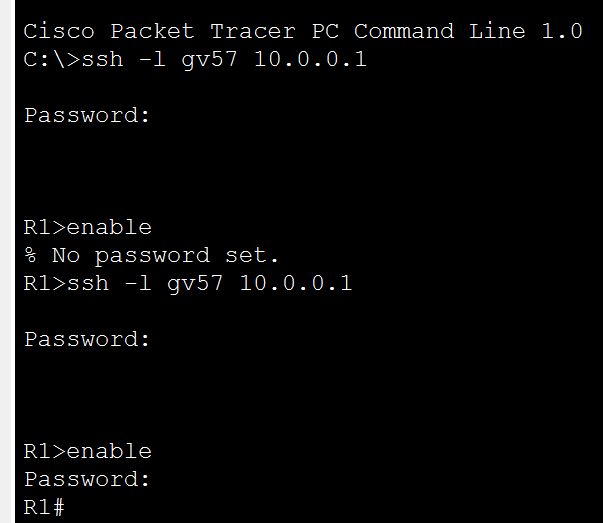 Cisco Packet Tracer PC Command Line 1.0
C:\>ssh -l gv57 10.0.0.1
Password:
R1>enable
% No password set.
R1>ssh -l gv57 10.0.0.1
Password:
R1>enable
Password:
R1#